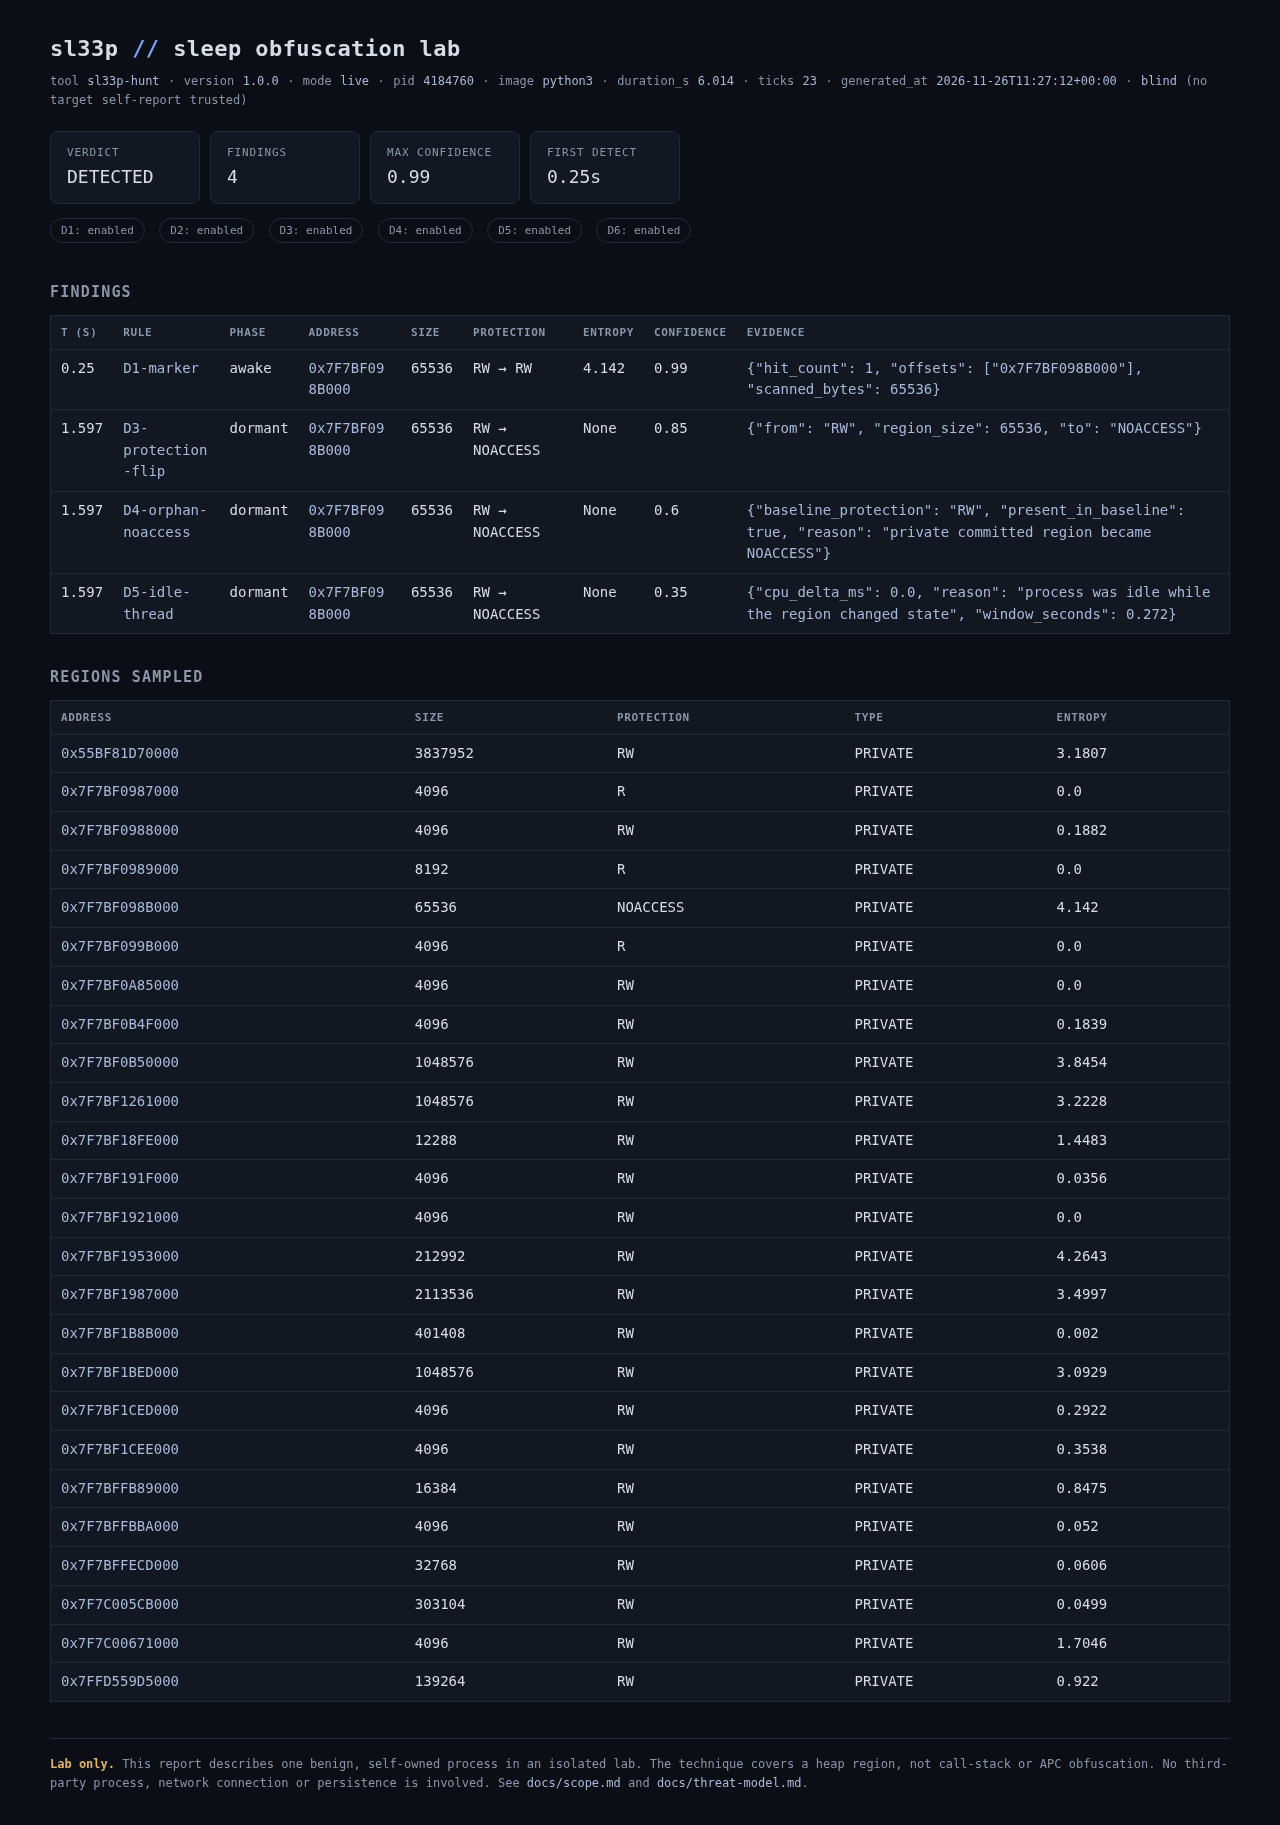 sl33p // sleep obfuscation lab
tool sl33p-hunt · version 1.0.0 · mode live · pid 4184760 · image python3 · duration_s 6.014 · ticks 23 · generated_at 2026-11-26T11:27:12+00:00 · blind (no
target self-report trusted)
VERDICT FINDINGS MAX CONFIDENCE FIRST DETECT
DETECTED 4 0.99 0.25s
D1: enabled D2: enabled D3: enabled D4: enabled D5: enabled D6: enabled
FINDINGS
T (S) RULE PHASE ADDRESS SIZE PROTECTION ENTROPY CONFIDENCE EVIDENCE
0.25 D1-marker awake 0x7F7BF09 65536 RW → RW 4.142 0.99 {"hit_count": 1, "offsets": ["0x7F7BF098B000"],
8B000 "scanned_bytes": 65536}
1.597 D3- dormant 0x7F7BF09 65536 RW → None 0.85 {"from": "RW", "region_size": 65536, "to": "NOACCESS"}
protection 8B000 NOACCESS
-flip
1.597 D4-orphan- dormant 0x7F7BF09 65536 RW → None 0.6 {"baseline_protection": "RW", "present_in_baseline":
noaccess 8B000 NOACCESS true, "reason": "private committed region became
NOACCESS"}
1.597 D5-idle- dormant 0x7F7BF09 65536 RW → None 0.35 {"cpu_delta_ms": 0.0, "reason": "process was idle while
thread 8B000 NOACCESS the region changed state", "window_seconds": 0.272}
REGIONS SAMPLED
ADDRESS SIZE PROTECTION TYPE ENTROPY
0x55BF81D70000 3837952 RW PRIVATE 3.1807
0x7F7BF0987000 4096 R PRIVATE 0.0
0x7F7BF0988000 4096 RW PRIVATE 0.1882
0x7F7BF0989000 8192 R PRIVATE 0.0
0x7F7BF098B000 65536 NOACCESS PRIVATE 4.142
0x7F7BF099B000 4096 R PRIVATE 0.0
0x7F7BF0A85000 4096 RW PRIVATE 0.0
0x7F7BF0B4F000 4096 RW PRIVATE 0.1839
0x7F7BF0B50000 1048576 RW PRIVATE 3.8454
0x7F7BF1261000 1048576 RW PRIVATE 3.2228
0x7F7BF18FE000 12288 RW PRIVATE 1.4483
0x7F7BF191F000 4096 RW PRIVATE 0.0356
0x7F7BF1921000 4096 RW PRIVATE 0.0
0x7F7BF1953000 212992 RW PRIVATE 4.2643
0x7F7BF1987000 2113536 RW PRIVATE 3.4997
0x7F7BF1B8B000 401408 RW PRIVATE 0.002
0x7F7BF1BED000 1048576 RW PRIVATE 3.0929
0x7F7BF1CED000 4096 RW PRIVATE 0.2922
0x7F7BF1CEE000 4096 RW PRIVATE 0.3538
0x7F7BFFB89000 16384 RW PRIVATE 0.8475
0x7F7BFFBBA000 4096 RW PRIVATE 0.052
0x7F7BFFECD000 32768 RW PRIVATE 0.0606
0x7F7C005CB000 303104 RW PRIVATE 0.0499
0x7F7C00671000 4096 RW PRIVATE 1.7046
0x7FFD559D5000 139264 RW PRIVATE 0.922
Lab only. This report describes one benign, self-owned process in an isolated lab. The technique covers a heap region, not call-stack or APC obfuscation. No third-
party process, network connection or persistence is involved. See docs/scope.md and docs/threat-model.md.